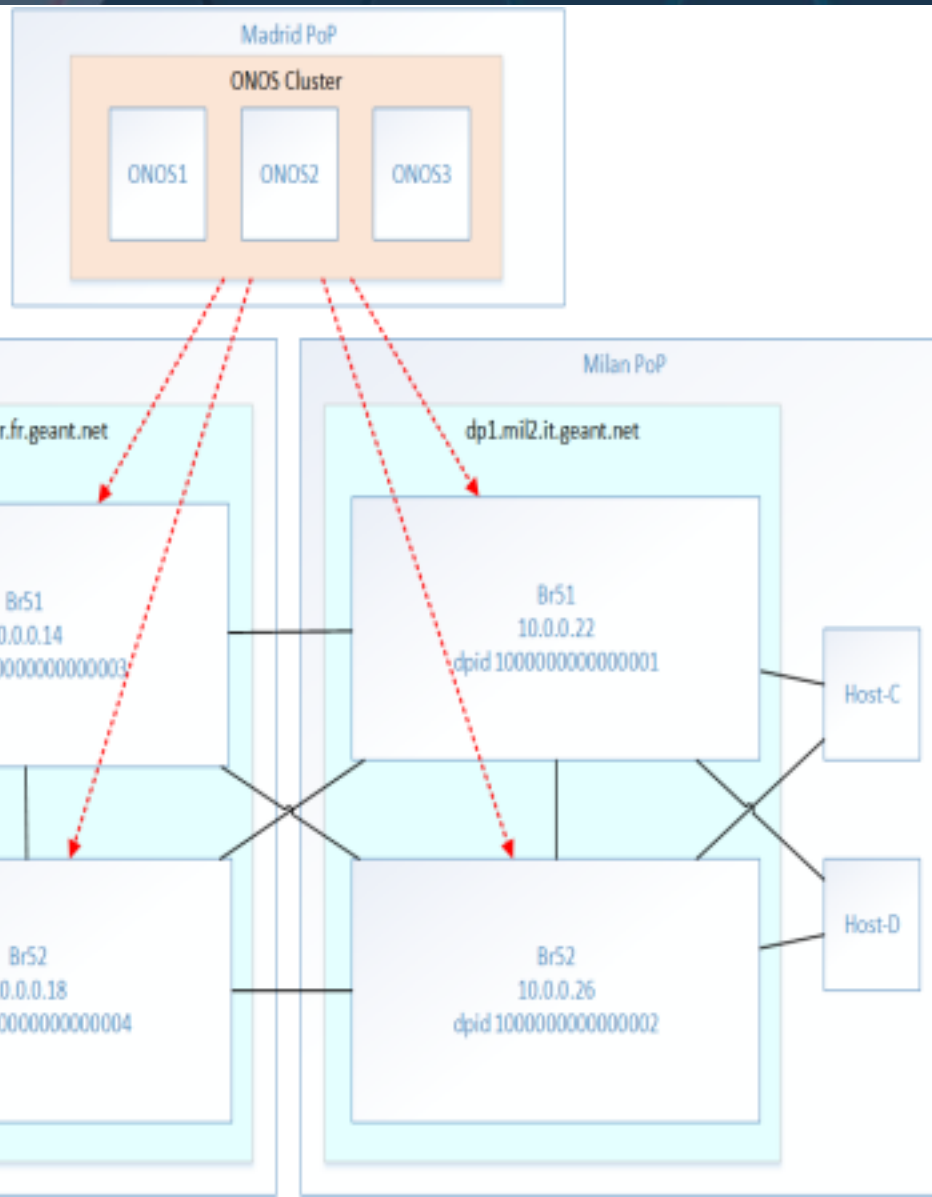 Madrid PoP
ONOS Cluster
ONOS1
ONOS2
ONOS3
Milan PoP
r.fr.geant.net
dp1.mil2.it.geant.net
Br51
0.0.0.14
0000000000000003
Br51
10.0.0.22
dpid 1000000000000001
Host-C
Br52
0.0.0.18
0000000000004
Br52
10.0.0.26
dpid 1000000000000002
Host-D